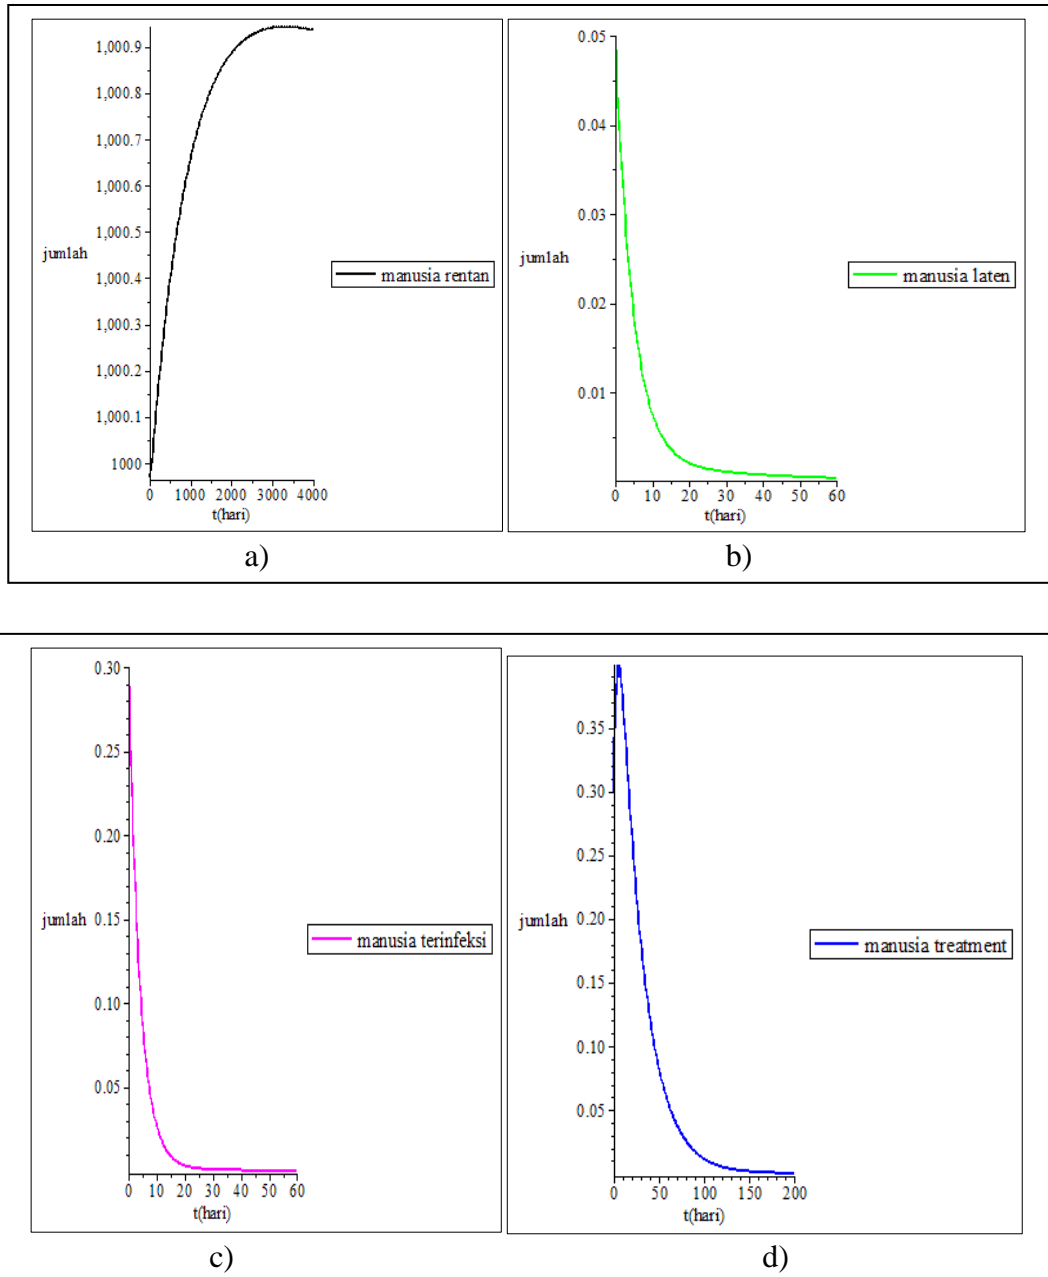 1,000.9
1,000.8
1,000.7
1,000.6
1,000.5
jumlah
1,000.4
manusia rentan
1,000.3
1,000.2
1,000.1
1000
0 1000 2000 3000 4000
t(hari)
a)
0.05
0.04
0.03
jumlah
manusia laten
0.02
0.01
0 10 20 30 40 50 60
t(hari)
b)
0.30
0.25
0.20
jumlah 0.15
manusia terinfeksi
0.10
0.05
0 10 20 30 40 50 60
t(hari)
c)
0.35
0.30
0.25
jumlah 0.20
manusia treatment
0.15
0.10
0.05
0 50 100 150 200
t(hari)
d)